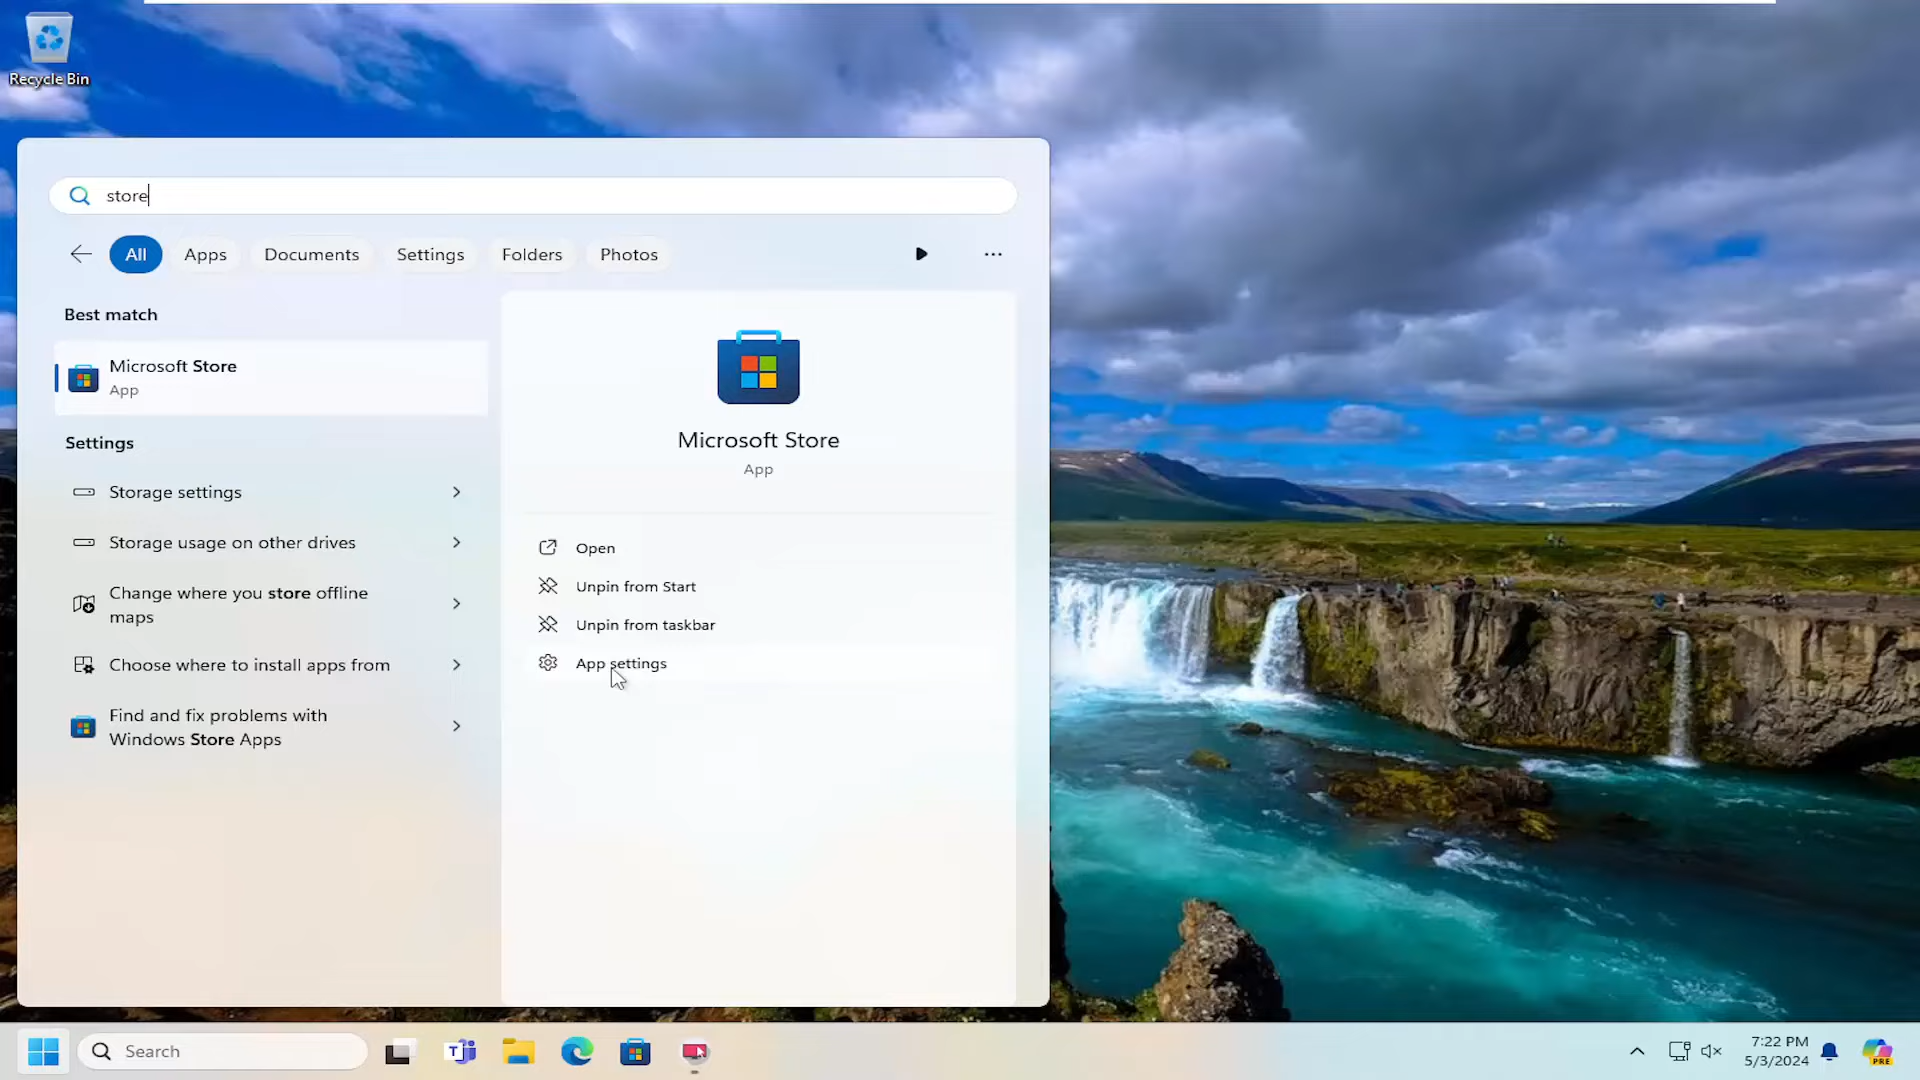 Recycle Bin
store
All
Apps
Documents
Settings
Folders
Photos
Best match
Microsoft Store
App
Settings
Storage settings
Storage usage on other drives
Change where you store offline
maps
Choose where to install apps from
Find and fix problems with
Windows Store Apps
Microsoft Store
App
Open
Unpin from Start
Unpin from taskbar
App settings
Search
T
7:22 PM
5/3/2024
PRE